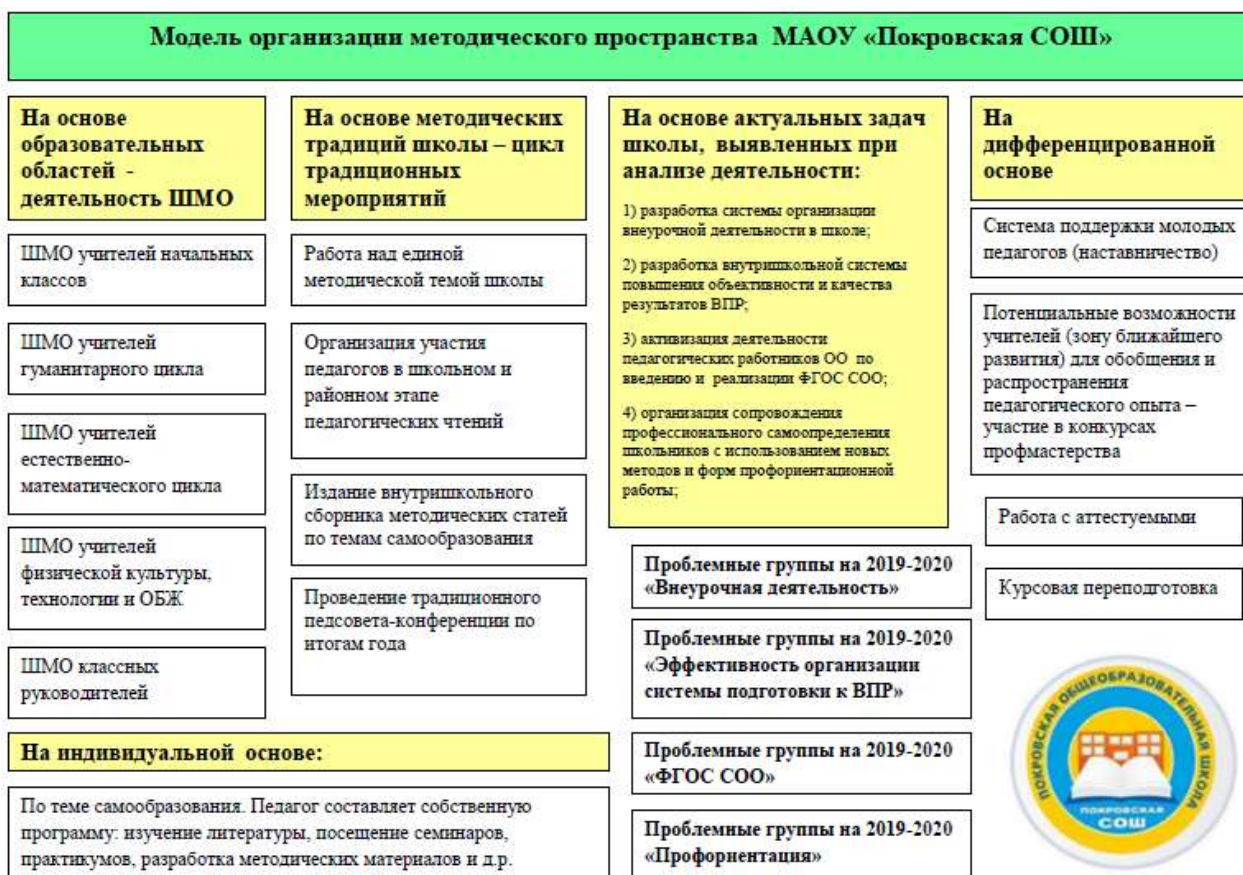 Модель организации методического пространства МАОУ «Покровская СОШ»
На основе
образовательных
областей -
деятельность ШМО
ШМО учителей начальных
классов
ШМО учителей
гуманитарного цикла
ШМО учителей
естественно-
математического цикла
ШМО учителей
физической культуры,
технологии и ОБЖ
ШМО классных
руководителей
На основе методических
традиций школы – цикл
традиционных
мероприятий
Работа над единой
методической темой школы
Организация участия
педагогов в школьном и
районном этапе
педагогических чтений
Издание внутришкольного
сборника методических статей
по темам самообразования
Проведение традиционного
педсовета-конференции по
итогам года
На основе актуальных задач
школы, выявленных при
анализе деятельности:
1) разработка системы организации
внеурочной деятельности в школе;
2) разработка внутришкольной системы
повышения объективности и качества
результатов ВПР;
3) активизация деятельности
педагогических работников ОО по
введению и реализации ФГОС СОО;
4) организация сопровождения
профессионального самоопределения
школьников с использованием новых
методов и форм профориентационной
работы;
Проблемные группы на 2019-2020
«Внеурочная деятельность»
Проблемные группы на 2019-2020
«Эффективность организации
системы подготовки к ВПР»
Проблемные группы на 2019-2020
«ФГОС СОО»
Проблемные группы на 2019-2020
«Профориентация»
На
дифференцированной
основе
Система поддержки молодых
педагогов (наставничество)
Потенциальные возможности
учителей (зону ближайшего
развития) для обобщения и
распространения
педагогического опыта –
участие в конкурсах
профмастерства
Работа с аттестуемыми
Курсовая переподготовка
ПОКРОВСКАЯ ОБЩЕОБРАЗОВАТЕЛЬНАЯ ШКОЛА
ПОКРОВСКАЯ
СОШ
На индивидуальной основе:
По теме самообразования. Педагог составляет собственную
программу: изучение литературы, посещение семинаров,
практикумов, разработка методических материалов и д.р.